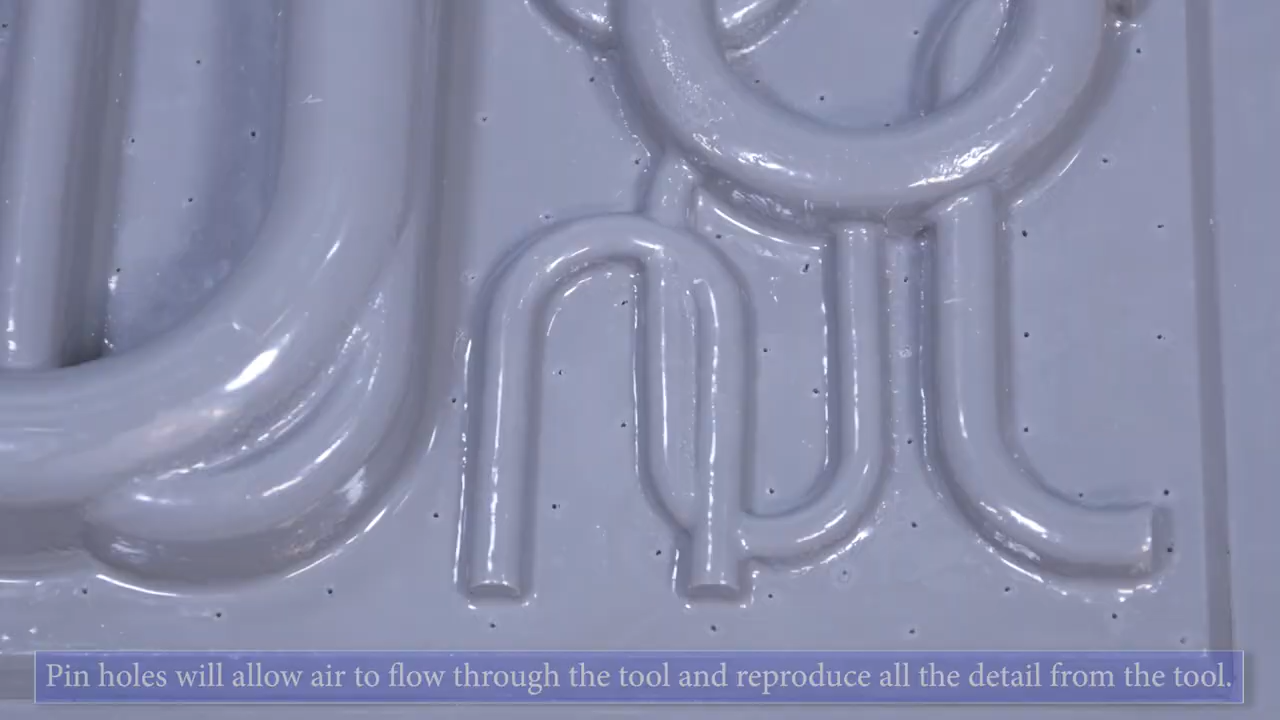 Pin holes will allow air to flow through the tool and reproduce all the detail from the tool.